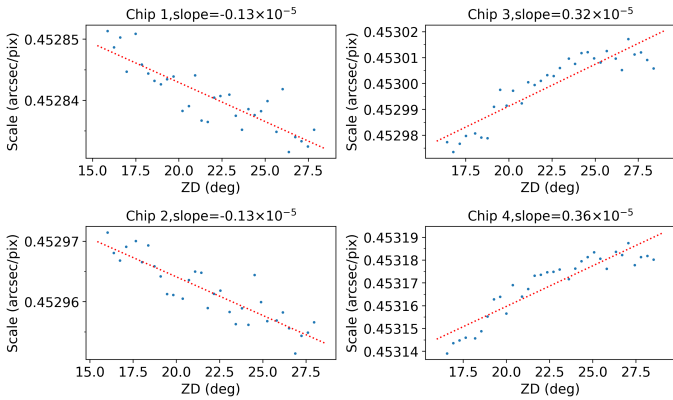 Chip 1,slope=-0.13×10⁻⁵
0.45285
0.45284
Scale (arcsec/pix)
15.0 17.5 20.0 22.5 25.0 27.5
ZD (deg)
Chip 3,slope=0.32×10⁻⁵
0.45302
0.45301
0.45300
0.45299
0.45298
Scale (arcsec/pix)
17.5 20.0 22.5 25.0 27.5
ZD (deg)
Chip 2,slope=-0.13×10⁻⁵
0.45297
0.45296
Scale (arcsec/pix)
15.0 17.5 20.0 22.5 25.0 27.5
ZD (deg)
Chip 4,slope=0.36×10⁻⁵
0.45319
0.45318
0.45317
0.45316
0.45315
0.45314
Scale (arcsec/pix)
17.5 20.0 22.5 25.0 27.5
ZD (deg)